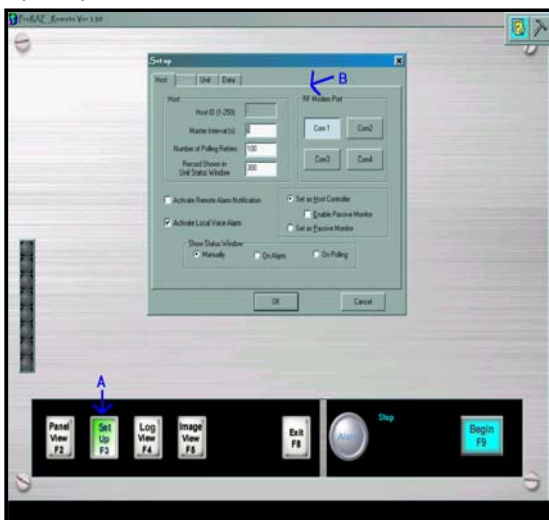 ProRAE_Remote Ver 1.20
Set up
B
Host Unit Data
Host
Host ID (1-250)
Master Interval (s)
Number of Polling Retries 100
Record Shown in
Unit Status Window 300
RF Modem Port
Com 1 Com2
Com3 Com4
Activate Remote Alarm Notification
Activate Local Voice Alarm
Set as Host Controller
Enable Passive Monitor
Set as Passive Monitor
Show Status Window
Manually On Alarm On Polling
OK Cancel
A
Panel
View
F2
Set
Up
F3
Log
View
F4
Image
View
F5
Exit
F8
Alarm
Stop
Begin
F9